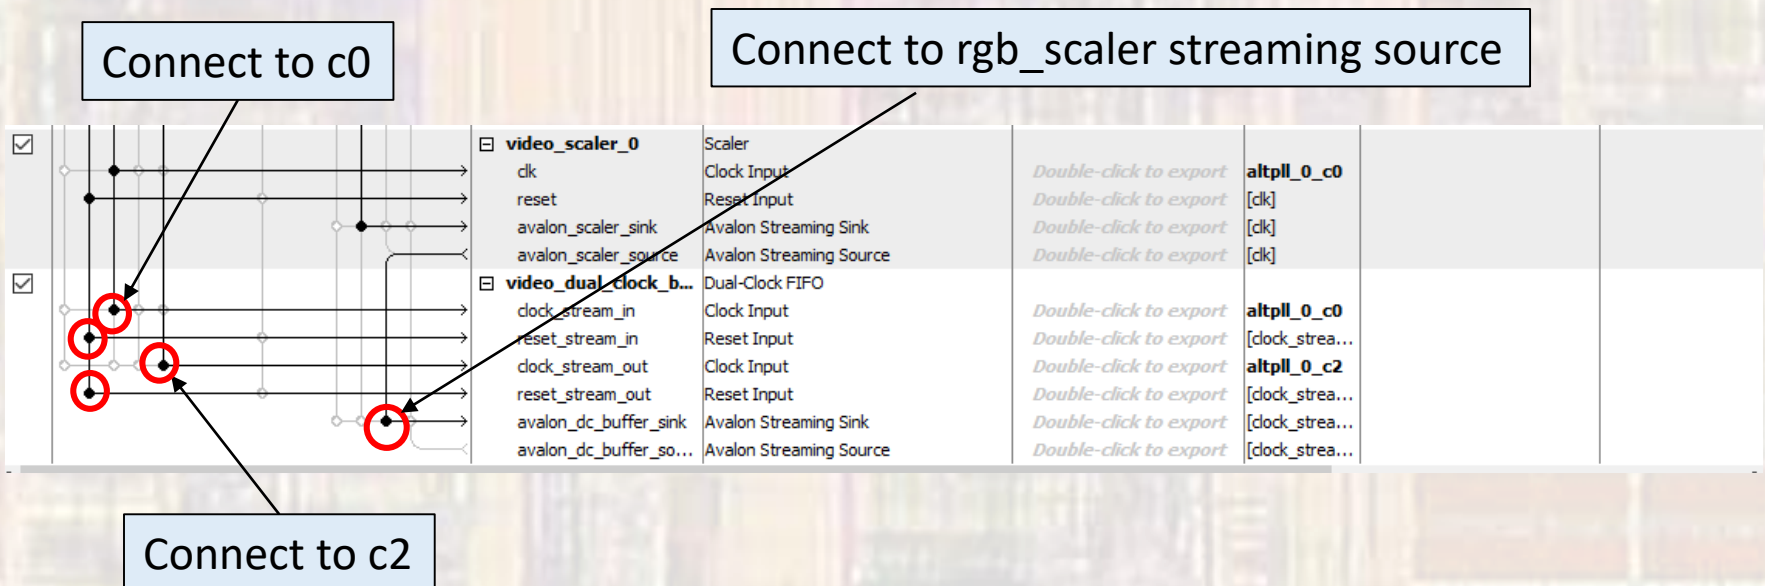 Connect to c0
Connect to rgb_scaler streaming source
video_scaler_0 Scaler
clk Clock Input Double-click to export altpll_0_c0
reset Reset Input Double-click to export [clk]
avalon_scaler_sink Avalon Streaming Sink Double-click to export [clk]
avalon_scaler_source Avalon Streaming Source Double-click to export [clk]
video_dual_clock_b... Dual-Clock FIFO
clock_stream_in Clock Input Double-click to export altpll_0_c0
reset_stream_in Reset Input Double-click to export [clock_strea...
clock_stream_out Clock Input Double-click to export altpll_0_c2
reset_stream_out Reset Input Double-click to export [clock_strea...
avalon_dc_buffer_sink Avalon Streaming Sink Double-click to export [clock_strea...
avalon_dc_buffer_so... Avalon Streaming Source Double-click to export [clock_strea...
Connect to c2